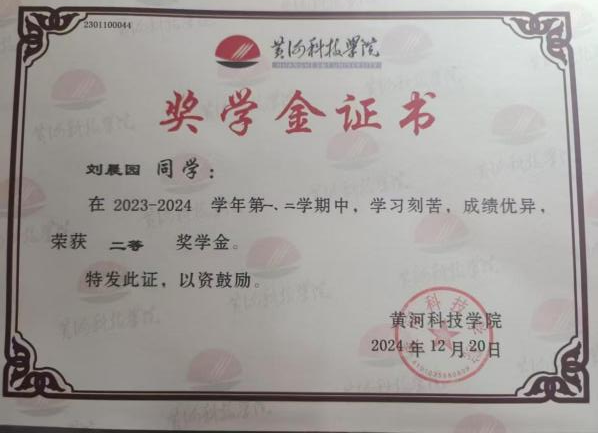 2301100044
黄河科技学院
HUANGHE S&T UNIVERSITY
奖学金证书
刘晨园 同学：
在 2023-2024 学年第一、二学期中，学习刻苦，成绩优异，
荣获 二等 奖学金。
特发此证，以资鼓励。
黄河科技学院
2024 年 12 月 20 日